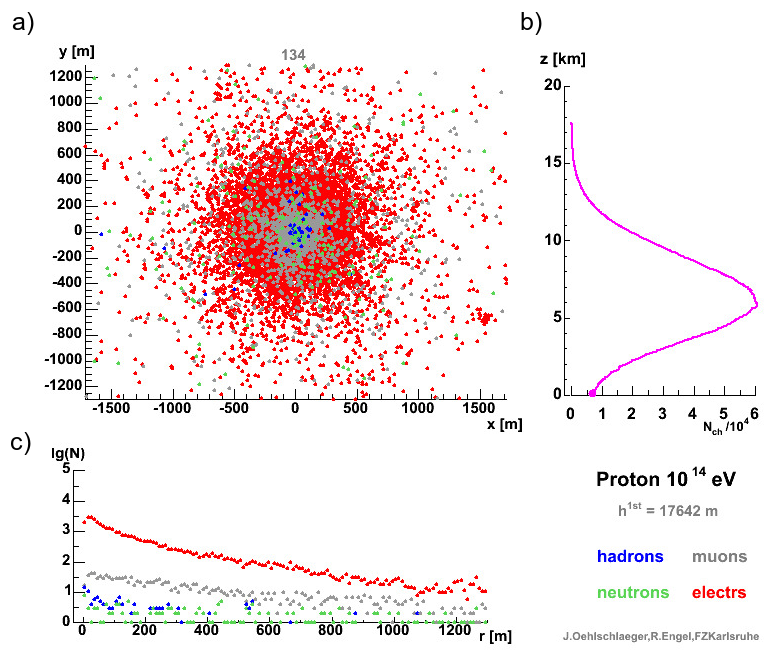 a)
y [m]
134
1200
1000
800
600
400
200
0
-200
-400
-600
-800
-1000
-1200
-1500 -1000 -500 0 500 1000 1500
x [m]
b)
z [km]
20
15
10
5
0
0 1 2 3 4 5 6
Nch /10^4
c)
lg(N)
5
4
3
2
1
0
0 200 400 600 800 1000 1200
r [m]
Proton 10^14 eV
h^1st = 17642 m
hadrons muons
neutrons electrs
J.Oehlschlaeger,R.Engel,FZKarlsruhe